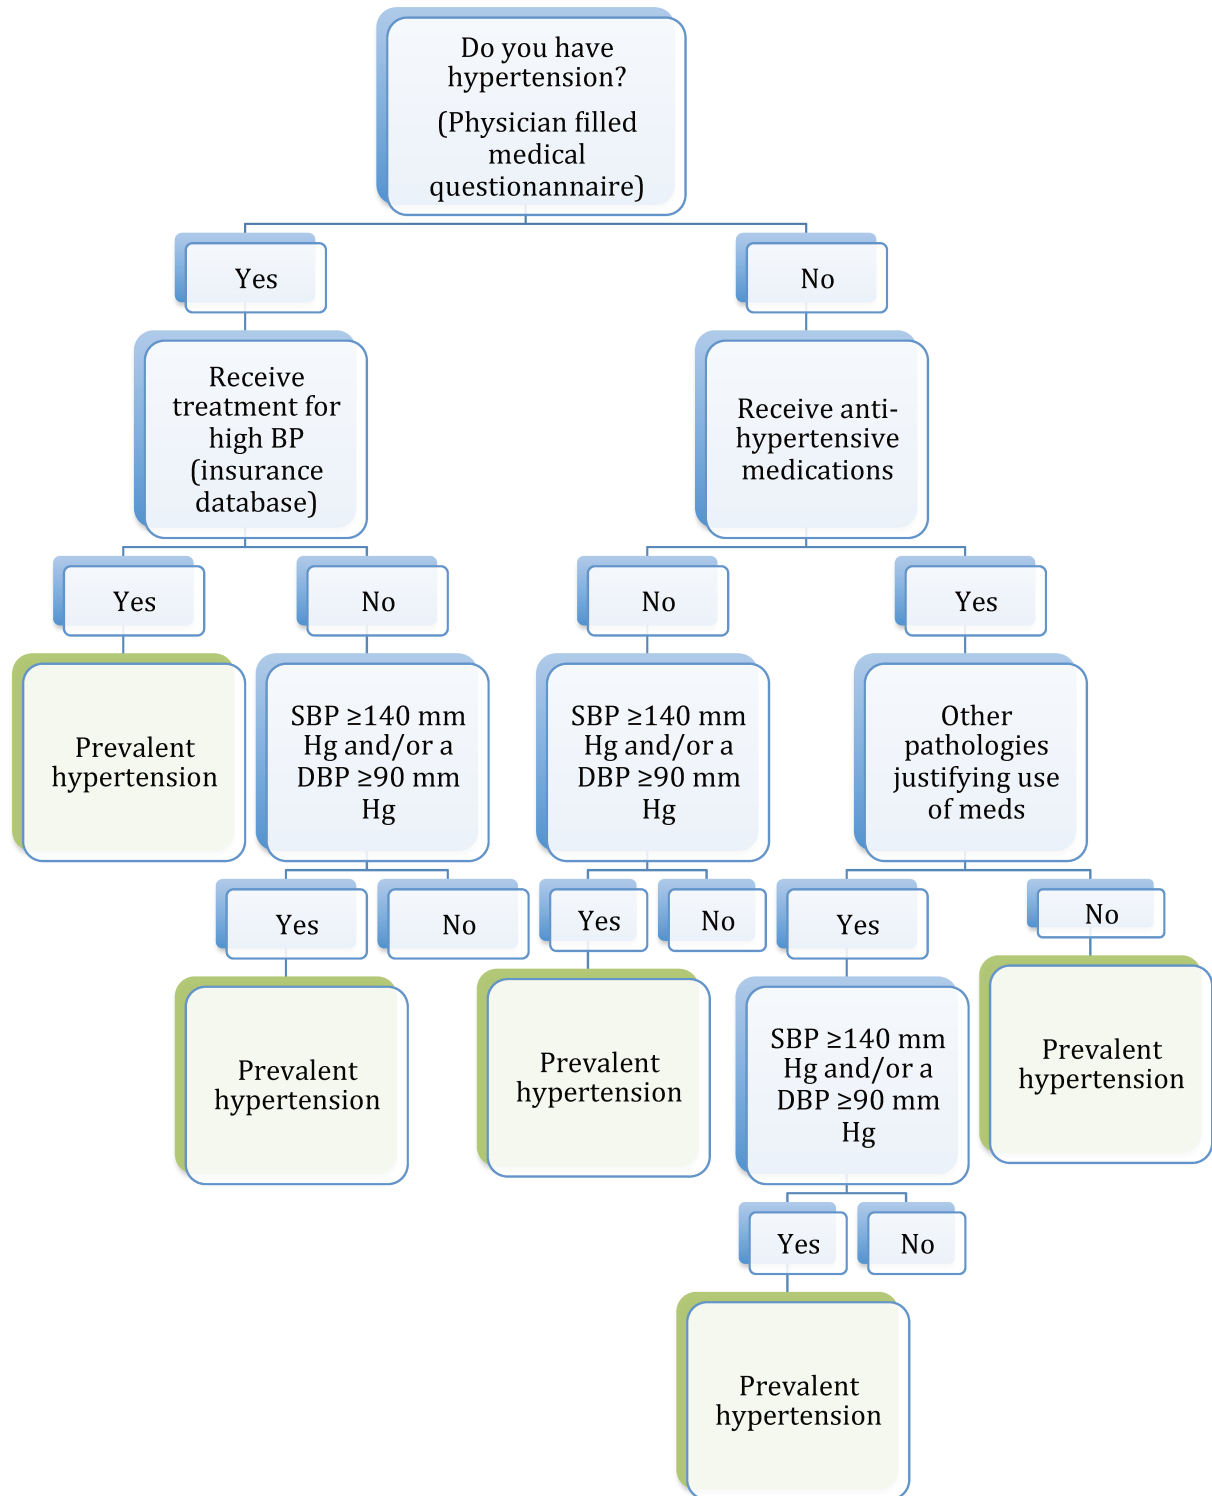 Do you have
hypertension?
(Physician filled
medical
questionannaire)
Yes
No
Receive
treatment for
high BP
(insurance
database)
Receive anti-
hypertensive
medications
Yes
No
No
Yes
Prevalent
hypertension
SBP ≥140 mm
Hg and/or a
DBP ≥90 mm
Hg
SBP ≥140 mm
Hg and/or a
DBP ≥90 mm
Hg
Other
pathologies
justifying use
of meds
Yes
No
Yes
No
Yes
No
Prevalent
hypertension
Prevalent
hypertension
SBP ≥140 mm
Hg and/or a
DBP ≥90 mm
Hg
Prevalent
hypertension
Yes
No
Prevalent
hypertension